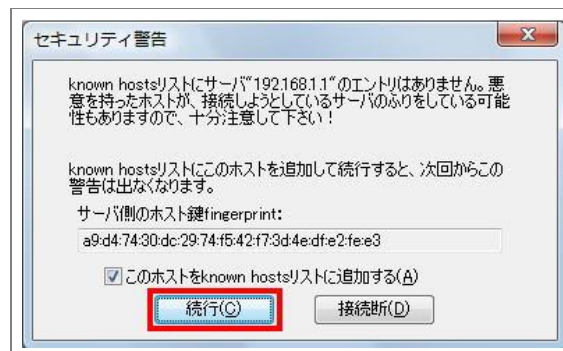 セキュリティ警告
known hostsリストにサーバ"192.168.1.1"のエントリはありません。悪
意を持ったホストが、接続しようとしているサーバのふりをしている可能
性もありますので、十分注意して下さい！
known hostsリストにこのホストを追加して続行すると、次回からこの
警告は出なくなります。
サーバ側のホスト鍵fingerprint:
a9:d4:74:30:dc:29:74:f5:42:f7:3d:4e:df:e2:fe:e3
このホストをknown hostsリストに追加する(A)
続行(C) 接続断(D)